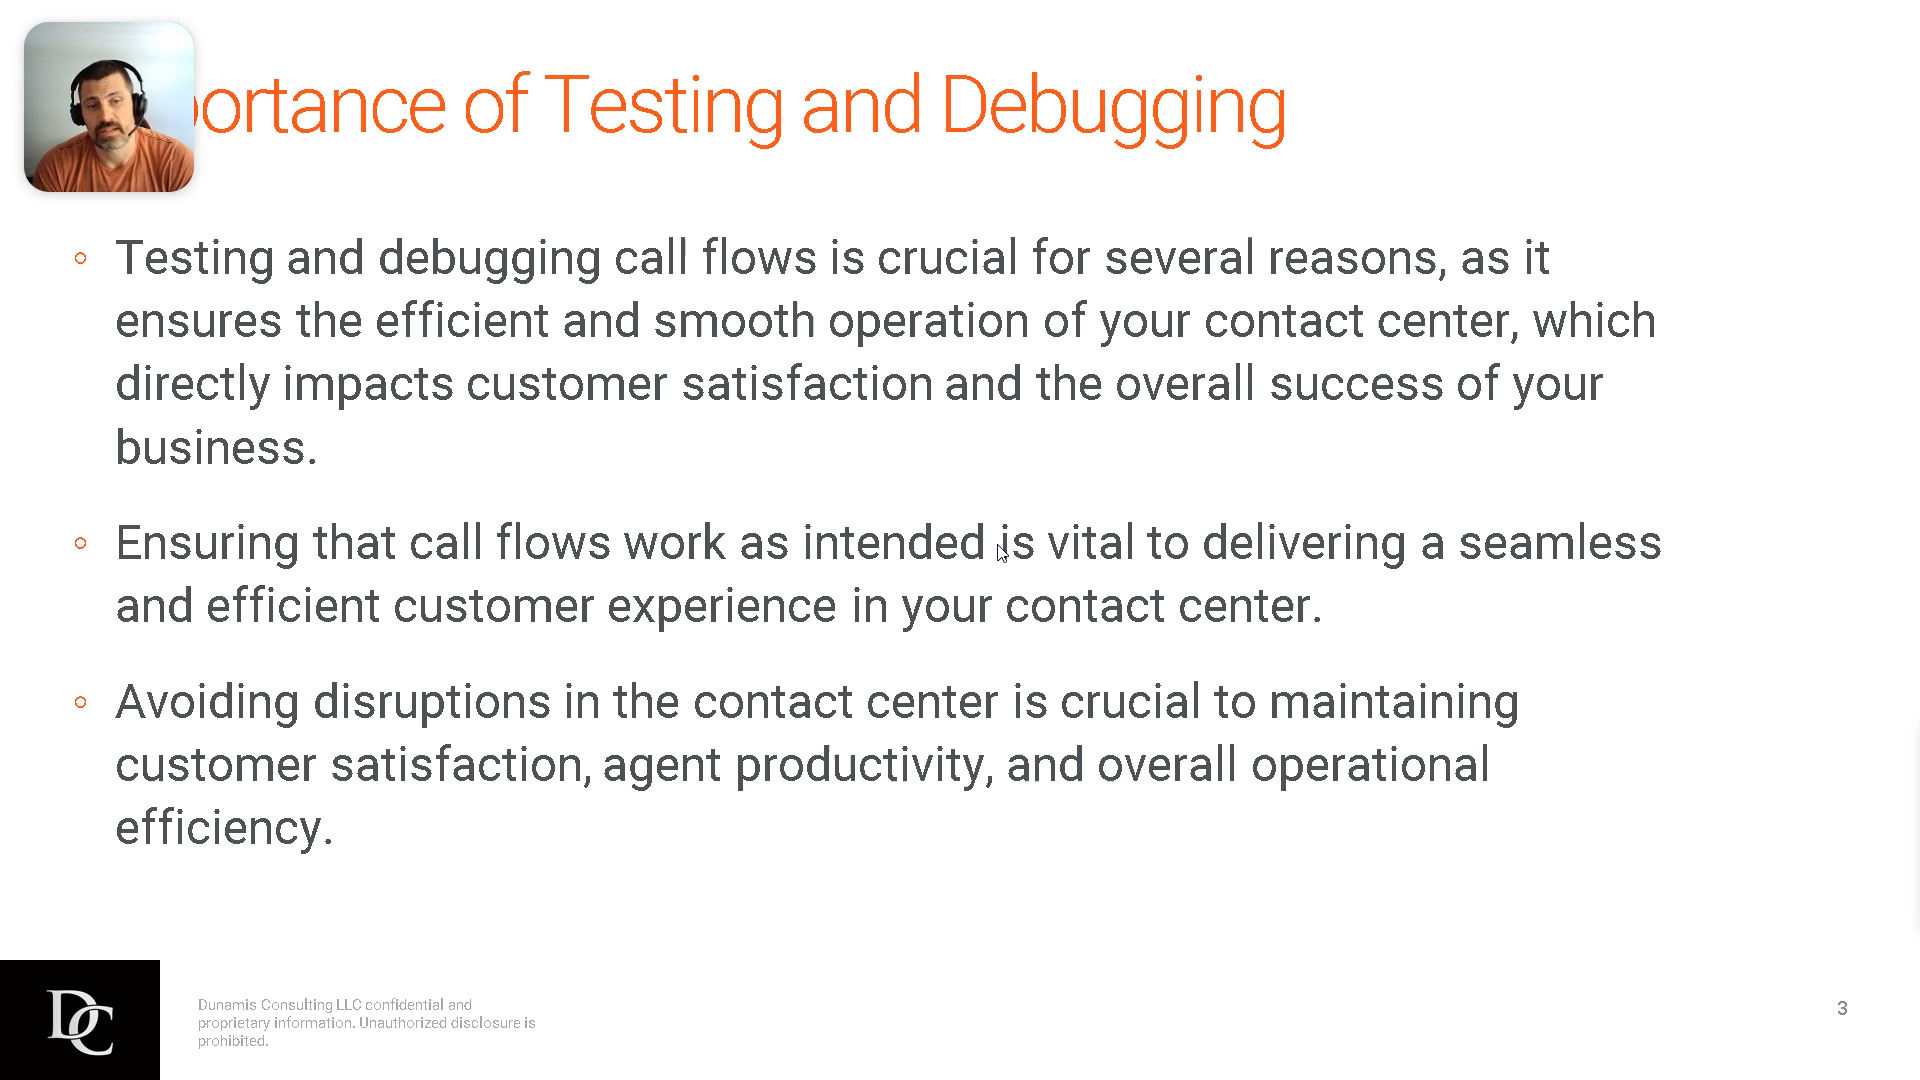 portance of Testing and Debugging
Testing and debugging call flows is crucial for several reasons, as it
ensures the efficient and smooth operation of your contact center, which
directly impacts customer satisfaction and the overall success of your
business.
Ensuring that call flows work as intended is vital to delivering a seamless
and efficient customer experience in your contact center.
Avoiding disruptions in the contact center is crucial to maintaining
customer satisfaction, agent productivity, and overall operational
efficiency.
DC
Dunamis Consulting LLC confidential and
proprietary information. Unauthorized disclosure is
prohibited.
3